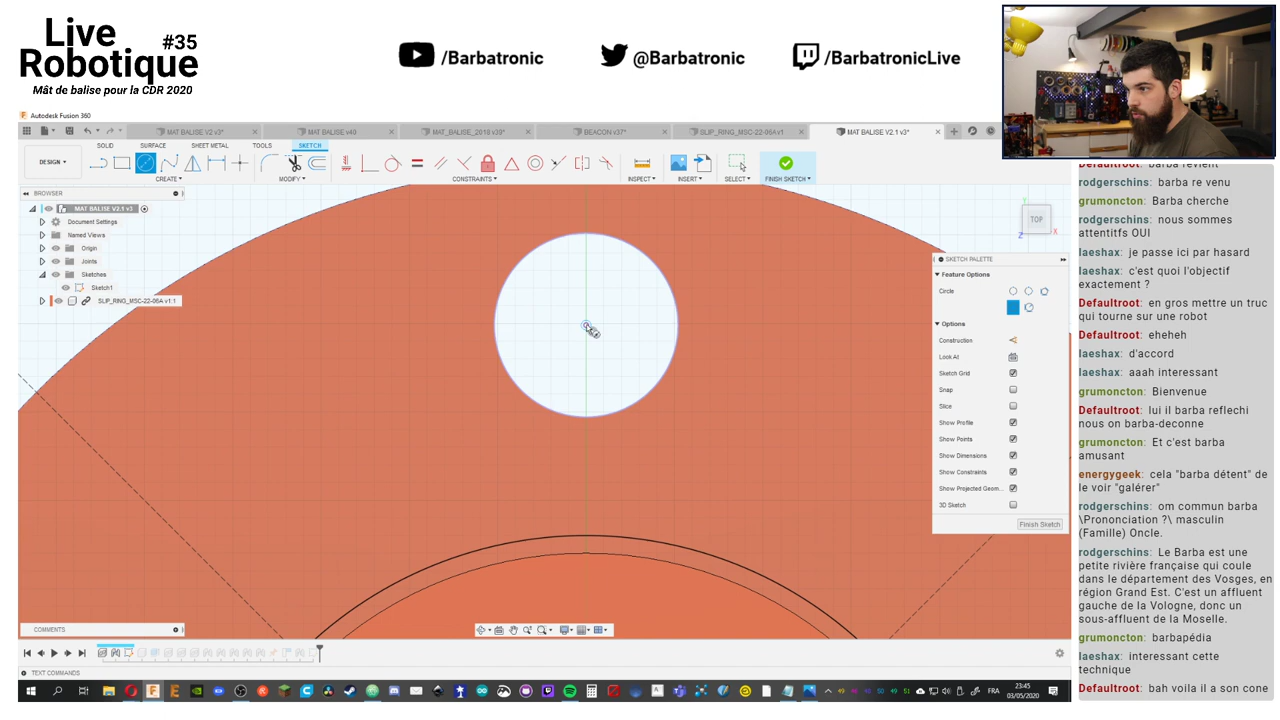 Live
Robotique #35
Mât de balise pour la CDR 2020
/Barbatronic
@Barbatronic
/BarbatronicLive
Autodesk Fusion 360
MAT BALISE V2 v3*
MAT BALISE v40
MAT_BALISE_2018 v39*
BEACON v37*
SLIP_RING_MSC-22-06A v1
MAT BALISE V2.1 v3*
SOLID
SURFACE
SHEET METAL
TOOLS
SKETCH
DESIGN
CREATE
MODIFY
CONSTRAINTS
INSPECT
INSERT
SELECT
FINISH SKETCH
BROWSER
MAT BALISE V2.1 v3
Document Settings
Named Views
Origin
Joints
Sketches
Sketch1
SLIP_RING_MSC-22-06A v1:1
TOP
Y
X
Z
SKETCH PALETTE
Feature Options
Circle
Options
Construction
Look At
Sketch Grid
Snap
Slice
Show Profile
Show Points
Show Dimensions
Show Constraints
Show Projected Geom...
3D Sketch
Finish Sketch
COMMENTS
TEXT COMMANDS
FRA
23:45
03/05/2020
Defaultroot: barba revient
rodgerschins: barba re venu
grumoncton: Barba cherche
rodgerschins: nous sommes
attentitfs OUI
laeshax: je passe ici par hasard
laeshax: c'est quoi l'objectif
exactement ?
Defaultroot: en gros mettre un truc
qui tourne sur une robot
Defaultroot: eheheh
laeshax: d'accord
laeshax: aaah interessant
grumoncton: Bienvenue
Defaultroot: lui il barba reflechi
nous on barba-deconne
grumoncton: Et c'est barba
amusant
energygeek: cela "barba détent" de
le voir "galérer"
rodgerschins: om commun barba
\Prononciation ?\ masculin
(Famille) Oncle.
rodgerschins: Le Barba est une
petite rivière française qui coule
dans le département des Vosges, en
région Grand Est. C'est un affluent
gauche de la Vologne, donc un
sous-affluent de la Moselle.
grumoncton: barbapédia
laeshax: interessant cette
technique
Defaultroot: bah voila il a son cone